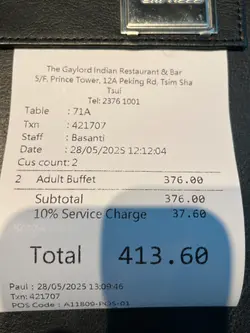 The Gaylord Indian Restaurant & Bar
5/F, Prince Tower, 12A Peking Rd, Tsim Sha
Tsui
Tel: 2376 1001
Table : 71A
Txn : 421707
Staff : Basanti
Date : 28/05/2025 12:12:04
Cus count: 2
2 Adult Buffet 376.00
Subtotal 376.00
10% Service Charge 37.60
Total 413.60
Paul : 28/05/2025 13:09:46
Txn: 421707
POS Code : A11809-POS-01